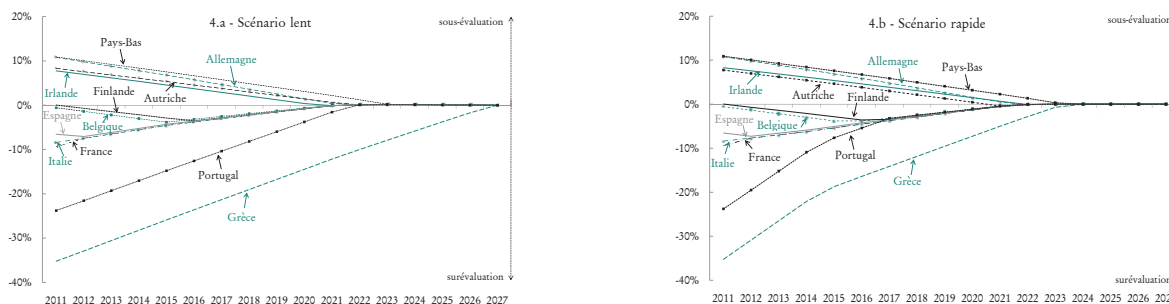 4.a - Scénario lent
20%
10%
0%
-10%
-20%
-30%
-40%
sous-évaluation
surévaluation
Pays-Bas
Allemagne
Irlande
Finlande
Autriche
Espagne
Belgique
Italie
France
Portugal
Grèce
2011 2012 2013 2014 2015 2016 2017 2018 2019 2020 2021 2022 2023 2024 2025 2026 2027
4.b - Scénario rapide
20%
10%
0%
-10%
-20%
-30%
-40%
sous-évaluation
surévaluation
Allemagne
Pays-Bas
Irlande
Autriche
Finlande
Espagne
Belgique
Italie
France
Portugal
Grèce
2011 2012 2013 2014 2015 2016 2017 2018 2019 2020 2021 2022 2023 2024 2025 2026